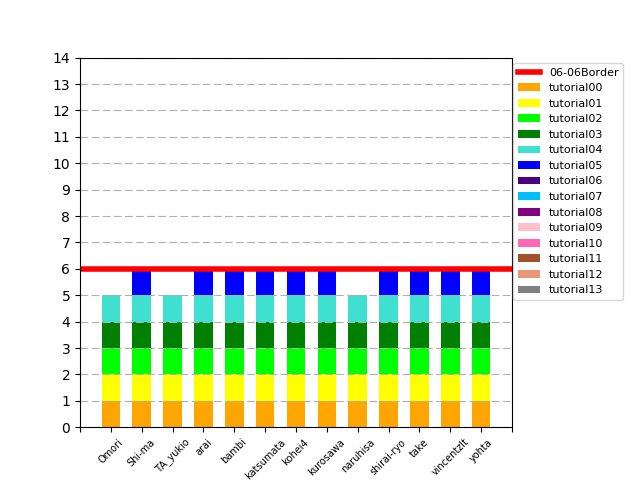 14
13
12
11
10
9
8
7
6
5
4
3
2
1
0
Omori
Shi-ma
TA_yukio
arai
bambi
katsumata
kohei4
kurosawa
naruhisa
shirai-ryo
take
vincentzlt
yohta
06-06Border
tutorial00
tutorial01
tutorial02
tutorial03
tutorial04
tutorial05
tutorial06
tutorial07
tutorial08
tutorial09
tutorial10
tutorial11
tutorial12
tutorial13